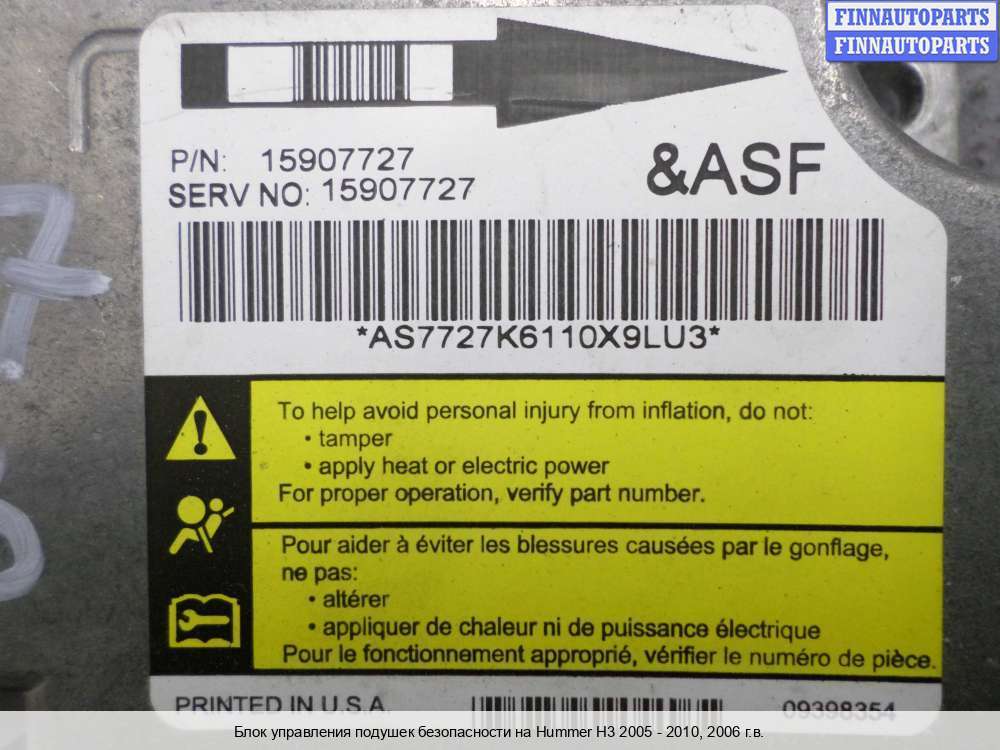 FINNAUTOPARTS
FINNAUTOPARTS
P/N: 15907727
SERV NO: 15907727
&ASF
*AS7727K6110X9LU3*
To help avoid personal injury from inflation, do not:
• tamper
• apply heat or electric power
For proper operation, verify part number.
Pour aider à éviter les blessures causées par le gonflage,
ne pas:
• altérer
• appliquer de chaleur ni de puissance électrique
Pour le fonctionnement approprié, vérifier le numéro de pièce.
PRINTED IN U.S.A.
09398354
Блок управления подушек безопасности на Hummer H3 2005 - 2010, 2006 г.в.